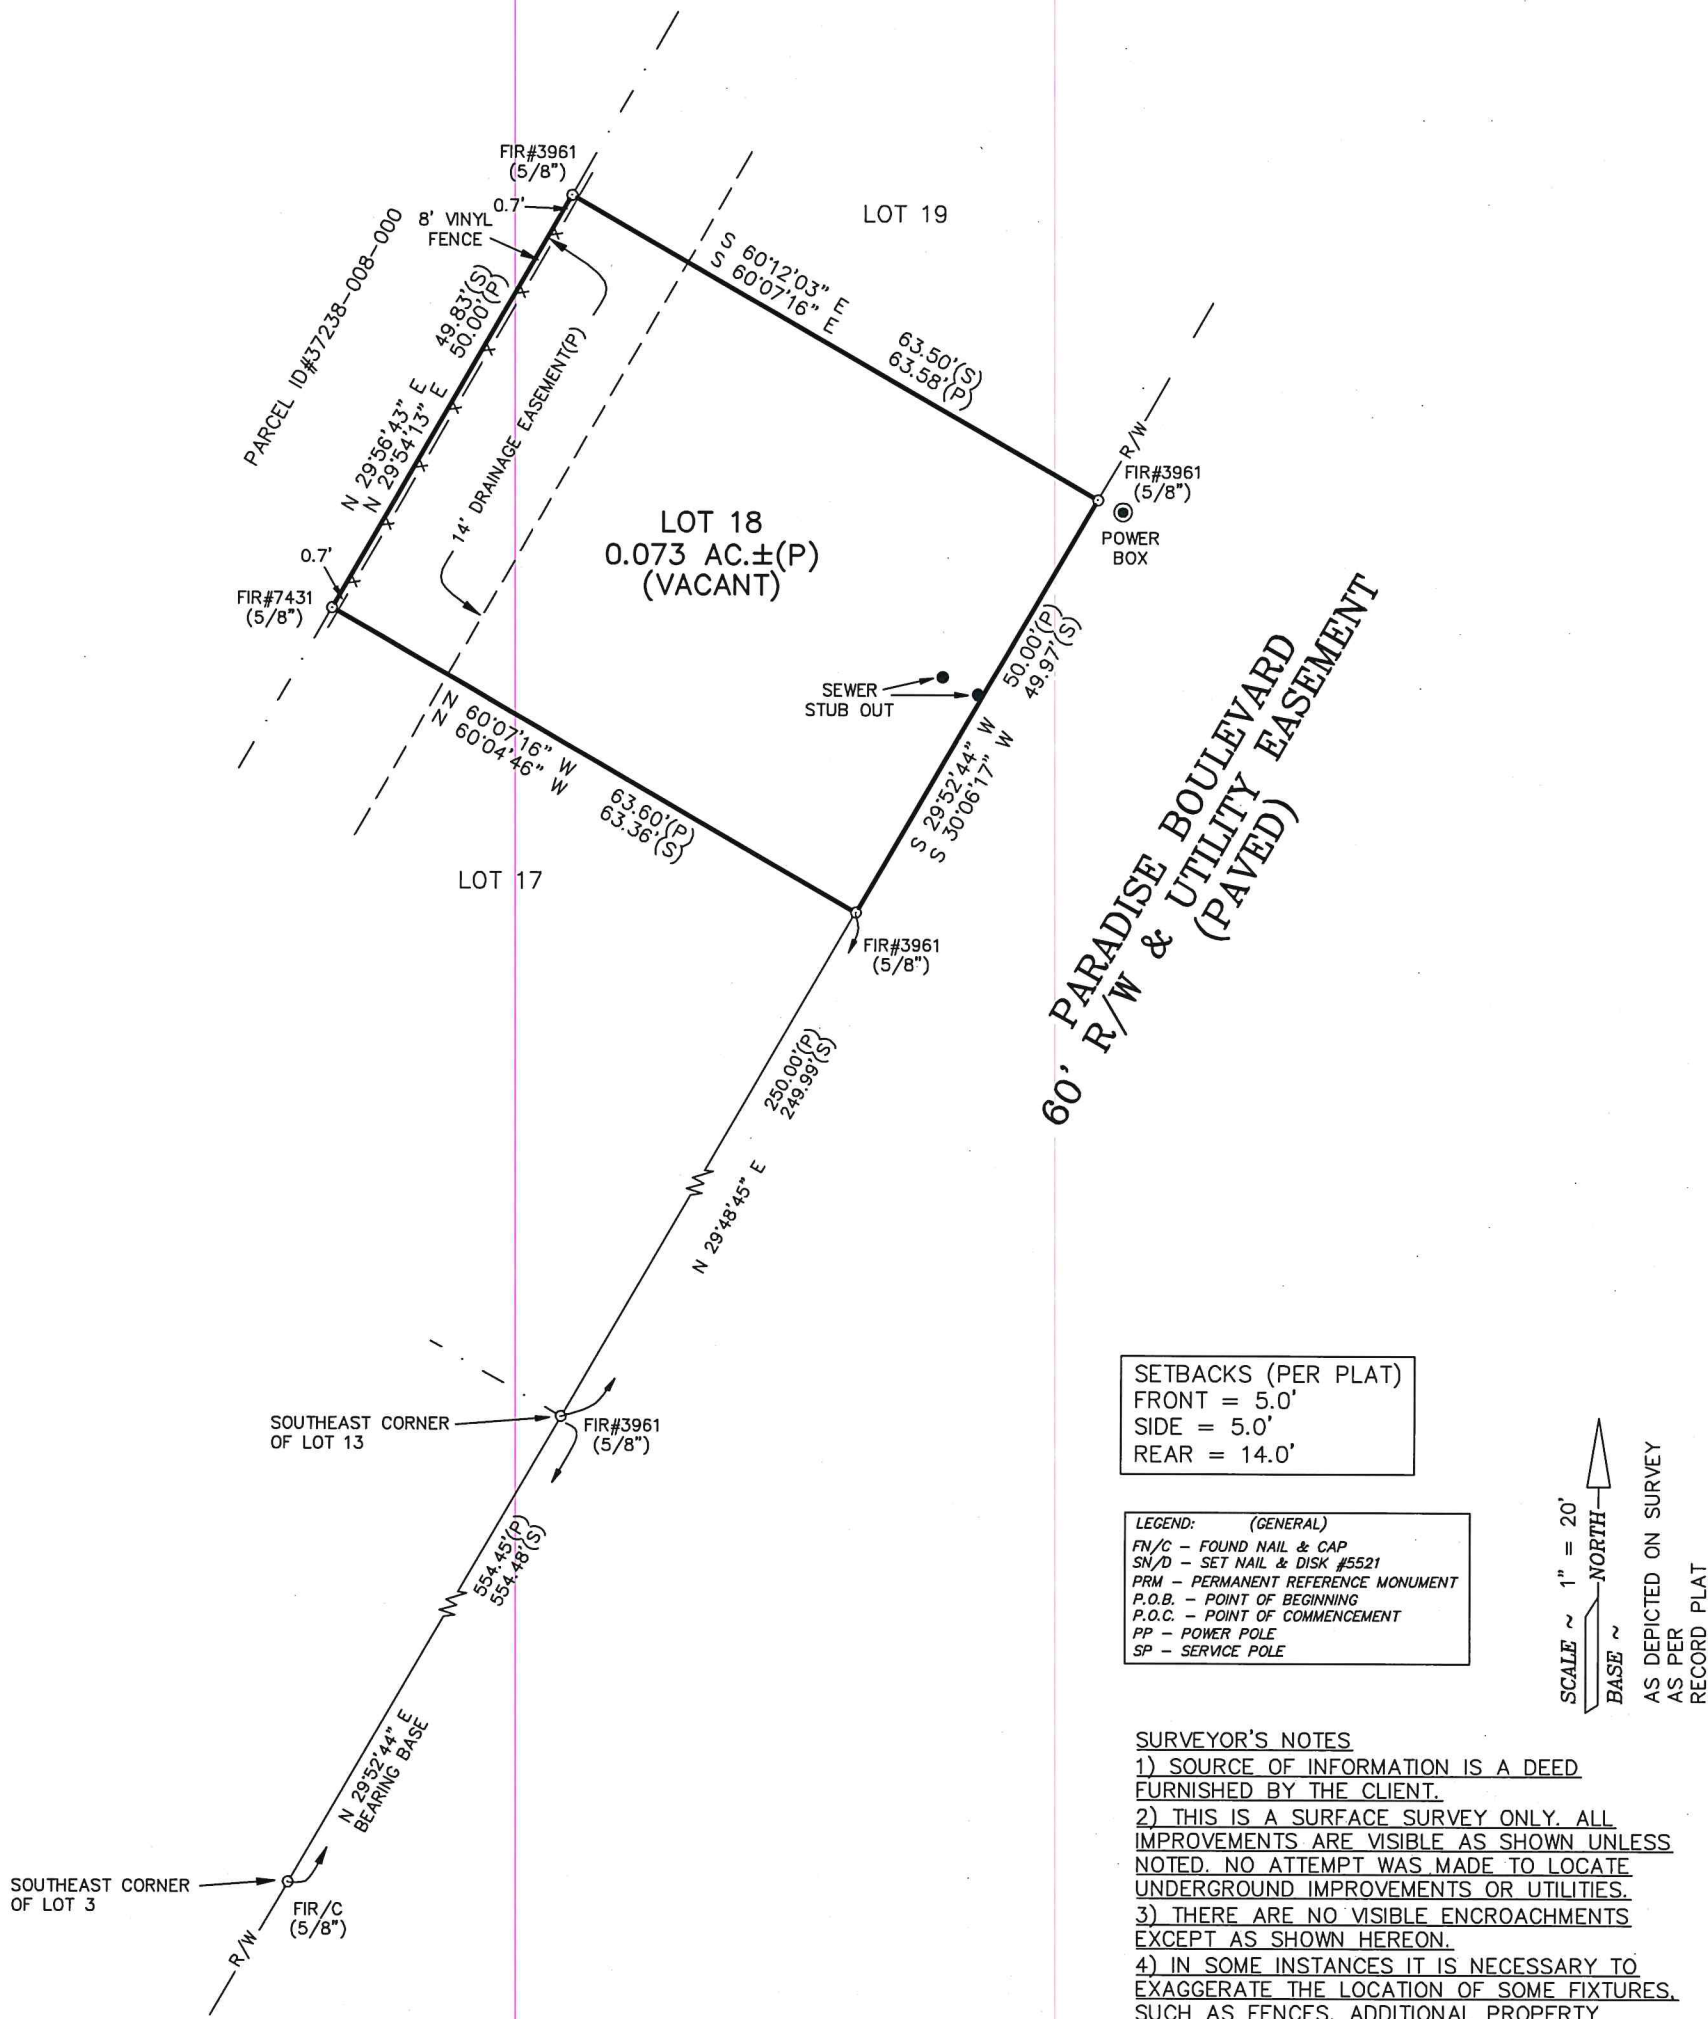 FIR#3961
(5/8")
0.7'
8' VINYL
FENCE
PARCEL ID#37238-008-000
49.83'(S)
50.00'(P)
N 29°56'43" E
N 29°54'13" E
14' DRAINAGE EASEMENT(P)
LOT 19
S 60°12'03" E
S 60°07'16" E
63.50'(S)
63.58'(P)
R/W
FIR#3961
(5/8")
POWER
BOX
LOT 18
0.073 AC.±(P)
(VACANT)
0.7'
FIR#7431
(5/8")
SEWER
STUB OUT
50.00'(P)
49.97'(S)
S 29°52'44" W
S 30°06'17" W
N 60°07'16" W
N 60°04'46" W
63.60'(P)
63.36'(S)
LOT 17
PARADISE BOULEVARD
60' R/W & UTILITY EASEMENT
(PAVED)
FIR#3961
(5/8")
250.00'(P)
249.99'(S)
N 29°48'45" E
SOUTHEAST CORNER
OF LOT 13
FIR#3961
(5/8")
554.45'(P)
554.48'(S)
N 29°52'44" E
BEARING BASE
SOUTHEAST CORNER
OF LOT 3
FIR/C
(5/8")
R/W
SETBACKS (PER PLAT)
FRONT = 5.0'
SIDE = 5.0'
REAR = 14.0'
LEGEND: (GENERAL)
FN/C - FOUND NAIL & CAP
SN/D - SET NAIL & DISK #5521
PRM - PERMANENT REFERENCE MONUMENT
P.O.B. - POINT OF BEGINNING
P.O.C. - POINT OF COMMENCEMENT
PP - POWER POLE
SP - SERVICE POLE
SCALE ~ 1" = 20'
NORTH
BASE ~
AS DEPICTED ON SURVEY
AS PER
RECORD PLAT
SURVEYOR'S NOTES
1) SOURCE OF INFORMATION IS A DEED
FURNISHED BY THE CLIENT.
2) THIS IS A SURFACE SURVEY ONLY. ALL
IMPROVEMENTS ARE VISIBLE AS SHOWN UNLESS
NOTED. NO ATTEMPT WAS MADE TO LOCATE
UNDERGROUND IMPROVEMENTS OR UTILITIES.
3) THERE ARE NO VISIBLE ENCROACHMENTS
EXCEPT AS SHOWN HEREON.
4) IN SOME INSTANCES IT IS NECESSARY TO
EXAGGERATE THE LOCATION OF SOME FIXTURES,
SUCH AS FENCES, ADDITIONAL PROPERTY